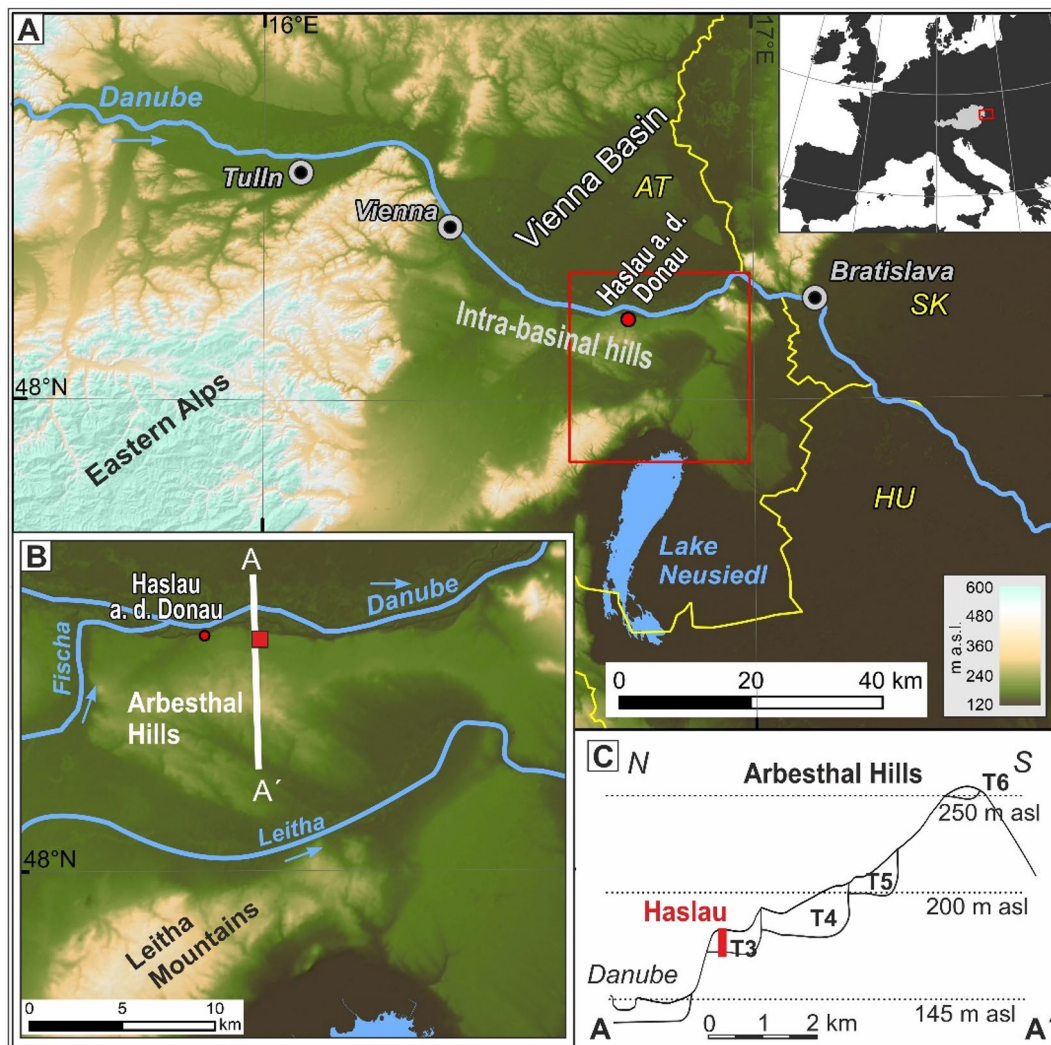 A
16°E
17°E
Danube
Tulln
Vienna
Vienna Basin
AT
Haslau a. d.
Donau
Bratislava
SK
Intra-basinal hills
48°N
Eastern Alps
HU
Lake
Neusiedl
600
480
360
240
120
m a.s.l.
0 20 40 km
B
A
Haslau
a. d. Donau
Danube
Fischa
Arbesthal
Hills
A´
Leitha
48°N
Leitha
Mountains
0 5 10
km
C
N
Arbesthal Hills
S
T6
250 m asl
T5
200 m asl
Haslau
T4
T3
Danube
145 m asl
A
0 1 2 km
A´